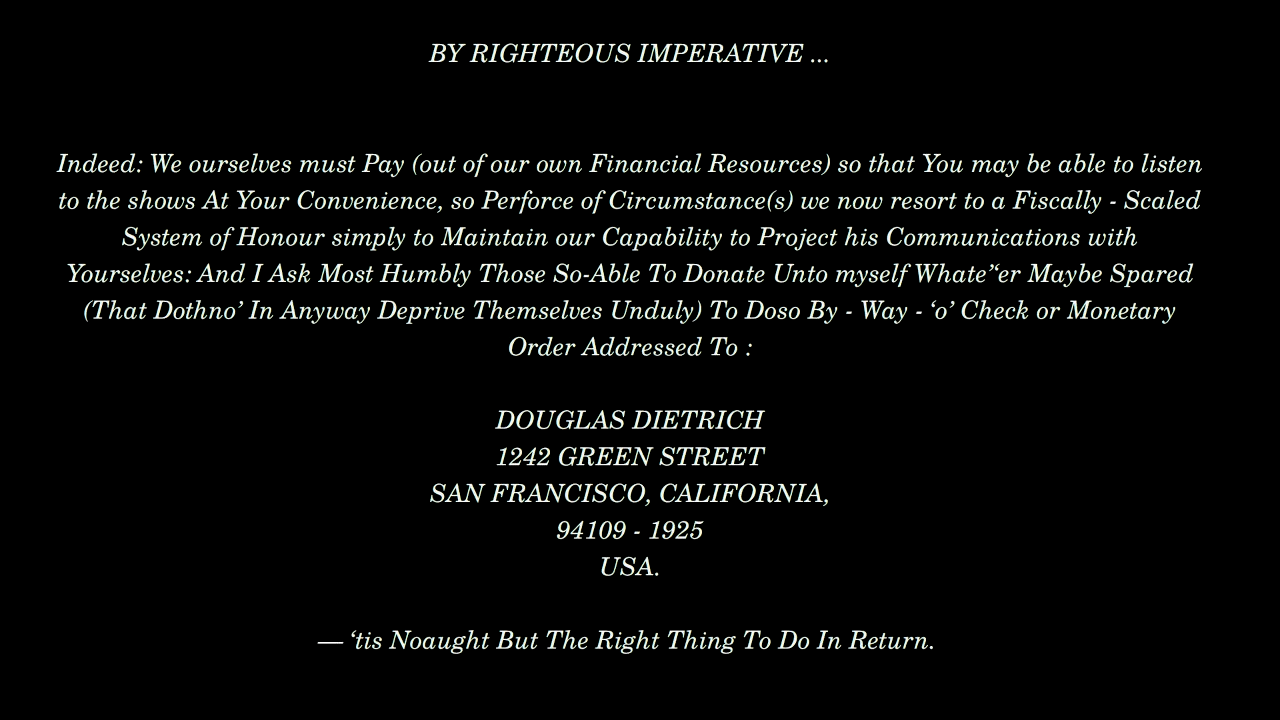 BY RIGHTEOUS IMPERATIVE ...
Indeed: We ourselves must Pay (out of our own Financial Resources) so that You may be able to listen
to the shows At Your Convenience, so Perforce of Circumstance(s) we now resort to a Fiscally - Scaled
System of Honour simply to Maintain our Capability to Project his Communications with
Yourselves: And I Ask Most Humbly Those So-Able To Donate Unto myself Whate”“er Maybe Spared
(That Dothno’ In Anyway Deprive Themselves Unduly) To Doso By - Way - ‘o’ Check or Monetary
Order Addressed To :
DOUGLAS DIETRICH
1242 GREEN STREET
SAN FRANCISCO, CALIFORNIA,
94109 - 1925
USA.
— ‘tis Noaught But The Right Thing To Do In Return.